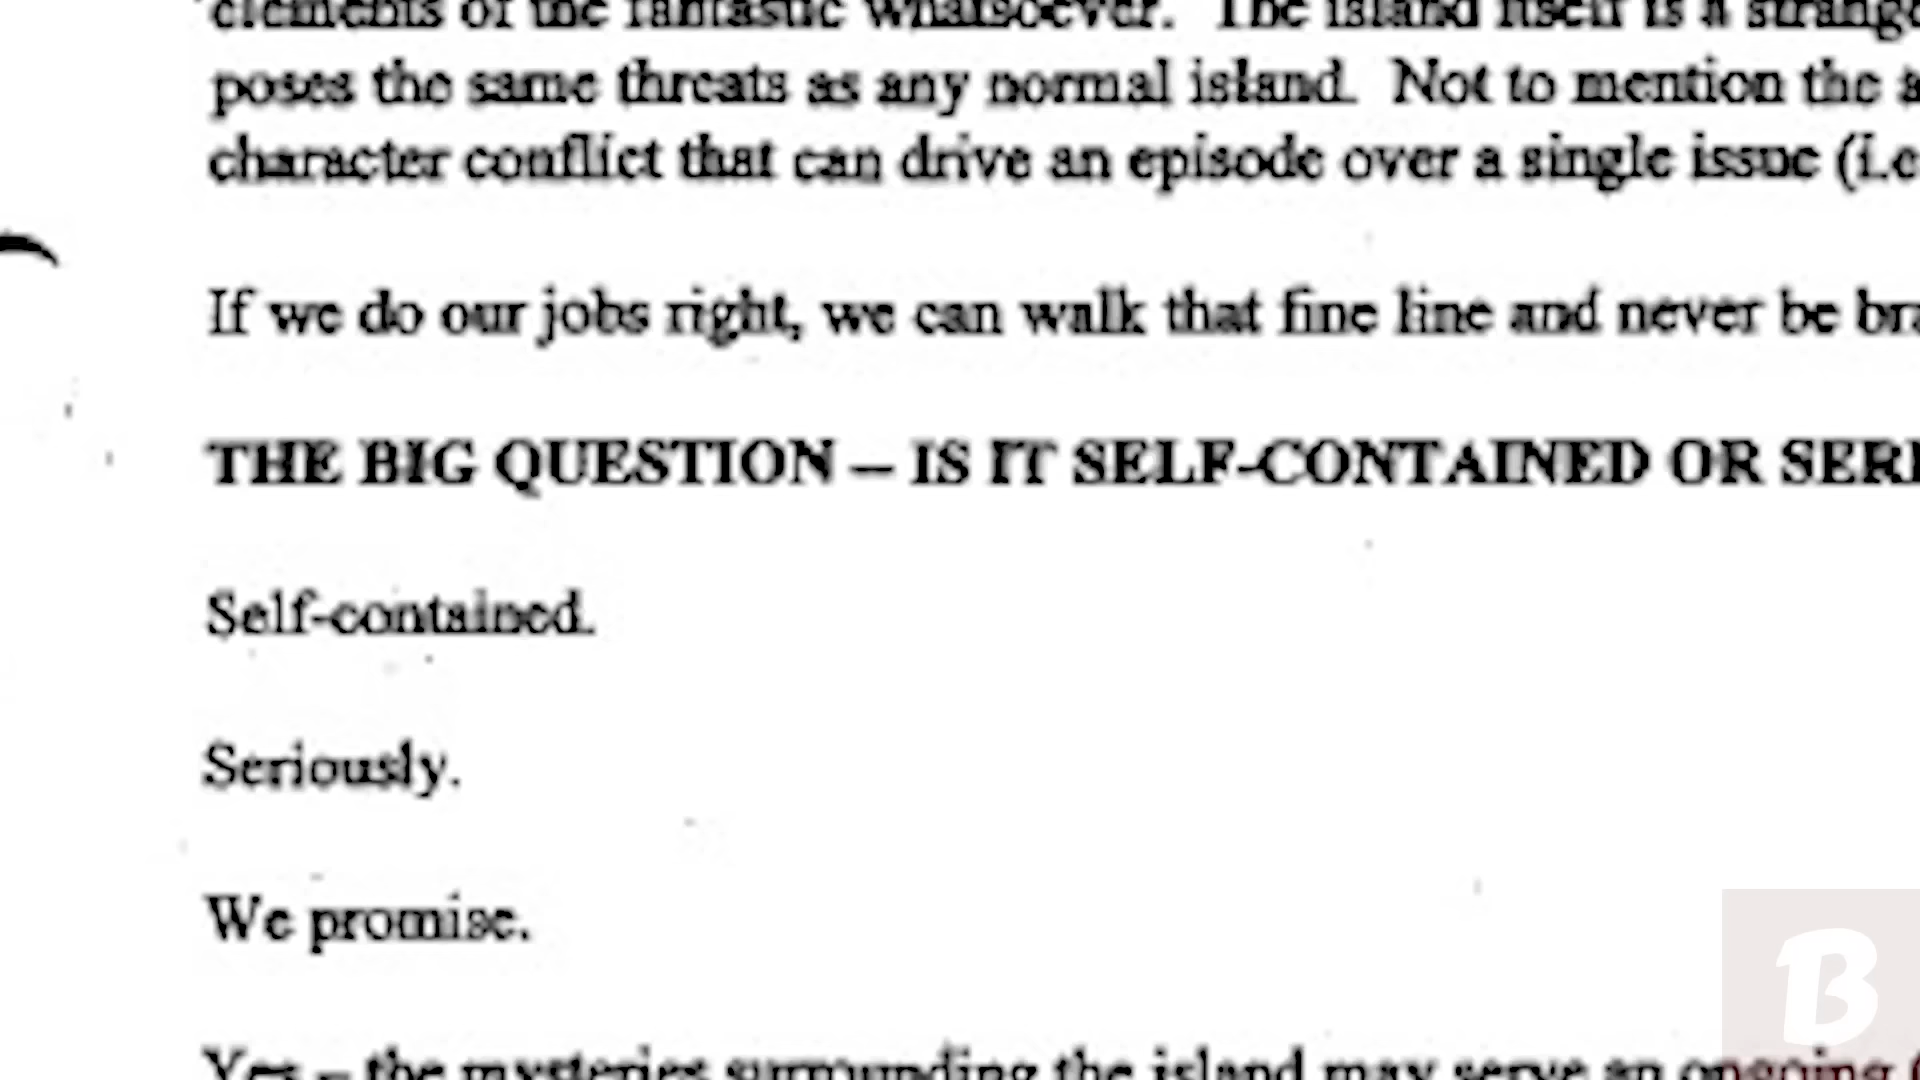 elements of the fantastic whatsoever. The island itself is a strange
poses the same threats as any normal island. Not to mention the
character conflict that can drive an episode over a single issue (i.e
If we do our jobs right, we can walk that fine line and never be
THE BIG QUESTION – IS IT SELF-CONTAINED OR
Self-contained.
Seriously.
We promise.
Yes – the mysteries surrounding the island may serve an ongoing
B